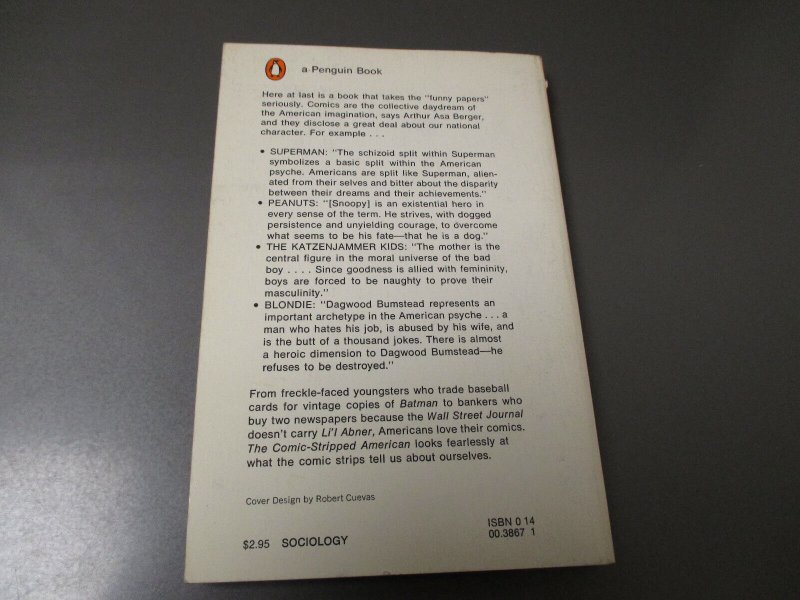 a Penguin Book
Here at last is a book that takes the "funny papers"
seriously. Comics are the collective daydream of
the American imagination, says Arthur Asa Berger,
and they disclose a great deal about our national
character. For example . . .
• SUPERMAN: "The schizoid split within Superman
symbolizes a basic split within the American
psyche. Americans are split like Superman, alien-
ated from their selves and bitter about the disparity
between their dreams and their achievements."
• PEANUTS: "[Snoopy] is an existential hero in
every sense of the term. He strives, with dogged
persistence and unyielding courage, to overcome
what seems to be his fate—that he is a dog."
• THE KATZENJAMMER KIDS: "The mother is the
central figure in the moral universe of the bad
boy . . . . Since goodness is allied with femininity,
boys are forced to be naughty to prove their
masculinity."
• BLONDIE: "Dagwood Bumstead represents an
important archetype in the American psyche . . . a
man who hates his job, is abused by his wife, and
is the butt of a thousand jokes. There is almost
a heroic dimension to Dagwood Bumstead—he
refuses to be destroyed."
From freckle-faced youngsters who trade baseball
cards for vintage copies of Batman to bankers who
buy two newspapers because the Wall Street Journal
doesn't carry Li'l Abner, Americans love their comics.
The Comic-Stripped American looks fearlessly at
what the comic strips tell us about ourselves.
Cover Design by Robert Cuevas
$2.95 SOCIOLOGY
ISBN 0 14
00.3867 1